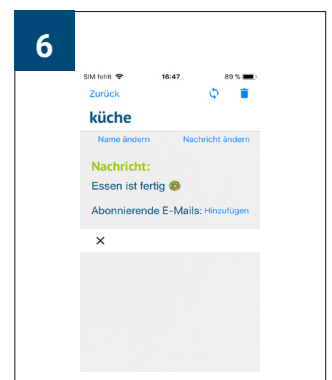 6
SIM fehlt 16:47 89 %
Zurück
küche
Name ändern Nachricht ändern
Nachricht:
Essen ist fertig 🥘
Abonnierende E-Mails: Hinzufügen